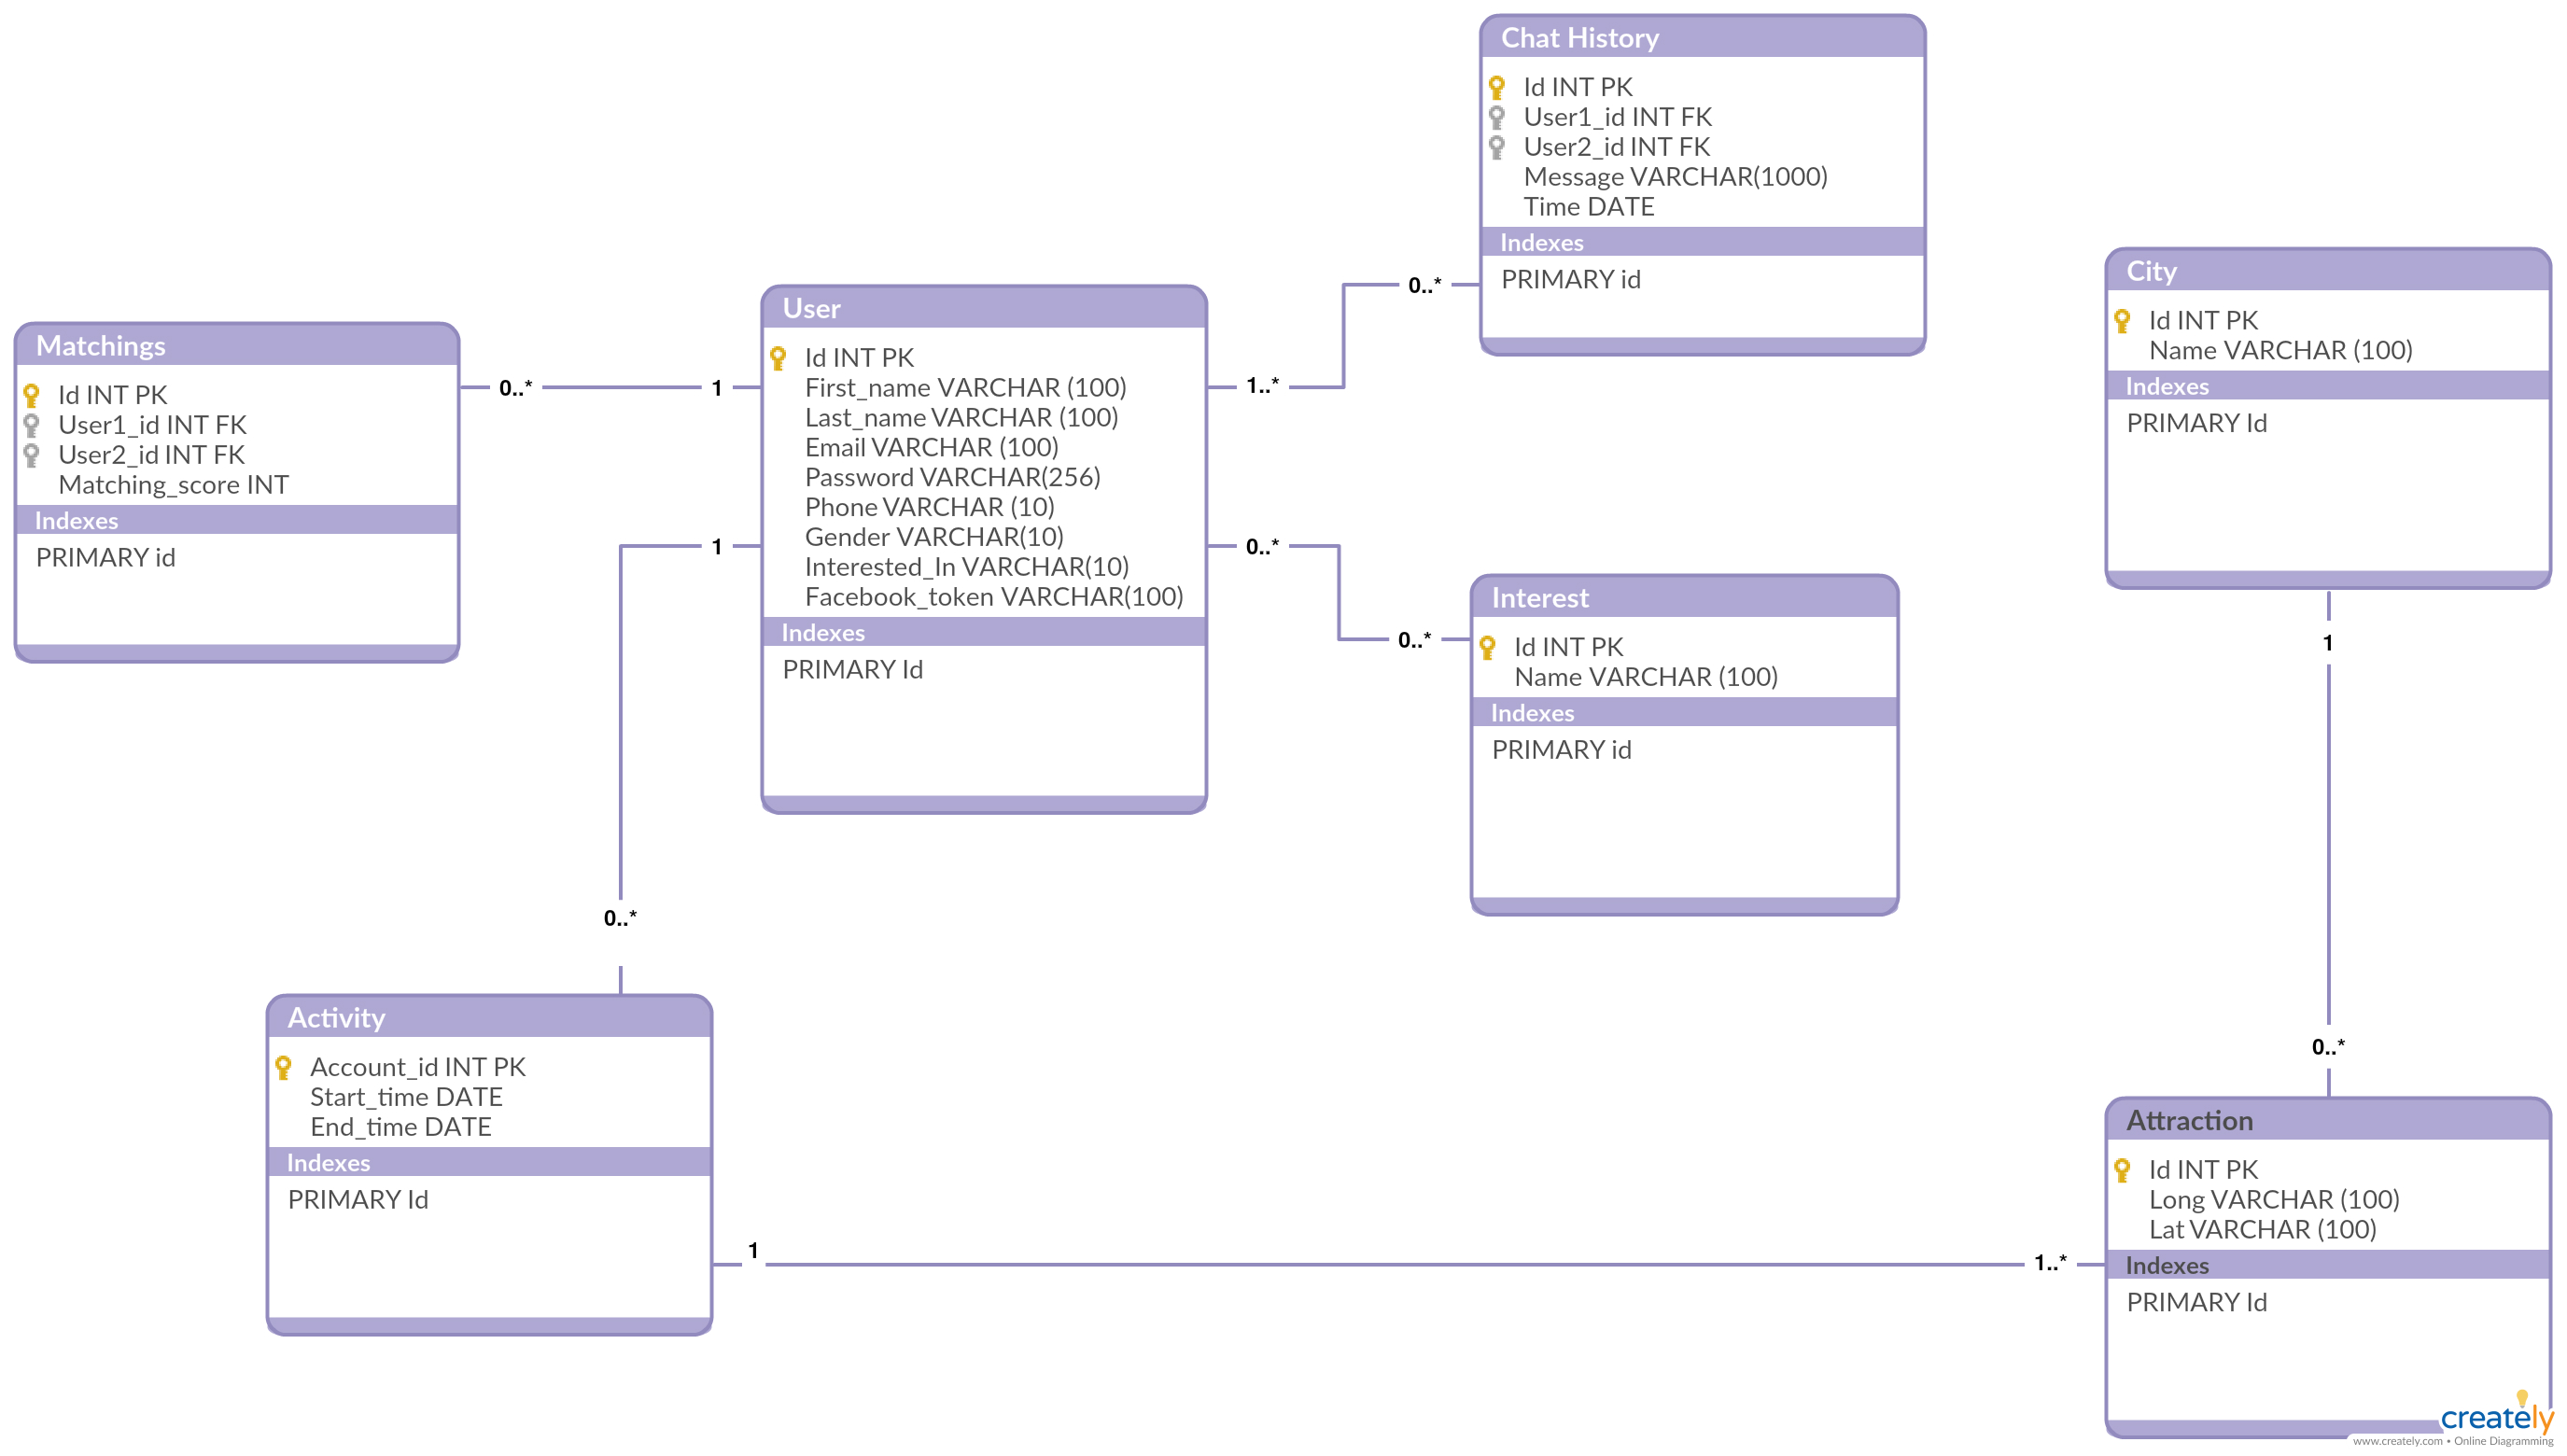 Chat History
Id INT PK
User1_id INT FK
User2_id INT FK
Message VARCHAR(1000)
Time DATE
Indexes
PRIMARY id
City
Id INT PK
Name VARCHAR (100)
Indexes
PRIMARY Id
Matchings
Id INT PK
User1_id INT FK
User2_id INT FK
Matching_score INT
Indexes
PRIMARY id
0..*
1
User
Id INT PK
First_name VARCHAR (100)
Last_name VARCHAR (100)
Email VARCHAR (100)
Password VARCHAR(256)
Phone VARCHAR (10)
Gender VARCHAR(10)
Interested_In VARCHAR(10)
Facebook_token VARCHAR(100)
Indexes
PRIMARY Id
1..*
0..*
0..*
0..*
1
0..*
Interest
Id INT PK
Name VARCHAR (100)
Indexes
PRIMARY id
1
0..*
Activity
Account_id INT PK
Start_time DATE
End_time DATE
Indexes
PRIMARY Id
1
1..*
Attraction
Id INT PK
Long VARCHAR (100)
Lat VARCHAR (100)
Indexes
PRIMARY Id
creately
www.creately.com • Online Diagramming